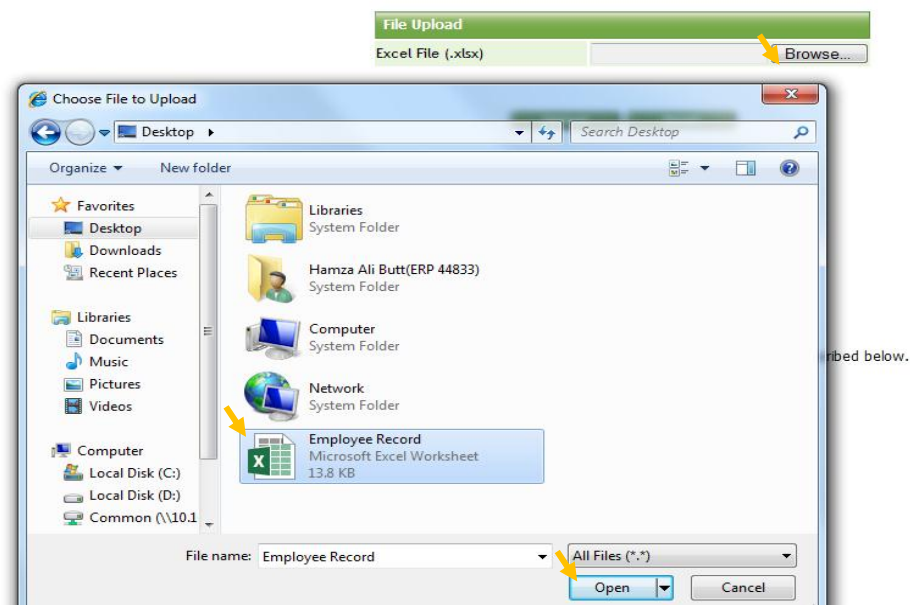 File Upload
Excel File (.xlsx)
Browse...
Choose File to Upload
Desktop
Search Desktop
Organize
New folder
Favorites
Desktop
Downloads
Recent Places
Libraries
Documents
Music
Pictures
Videos
Computer
Local Disk (C:)
Local Disk (D:)
Common (\\10.1
Libraries
System Folder
Hamza Ali Butt(ERP 44833)
System Folder
Computer
System Folder
Network
System Folder
Employee Record
Microsoft Excel Worksheet
13.8 KB
ribed below.
File name: Employee Record
All Files (*.*)
Open
Cancel